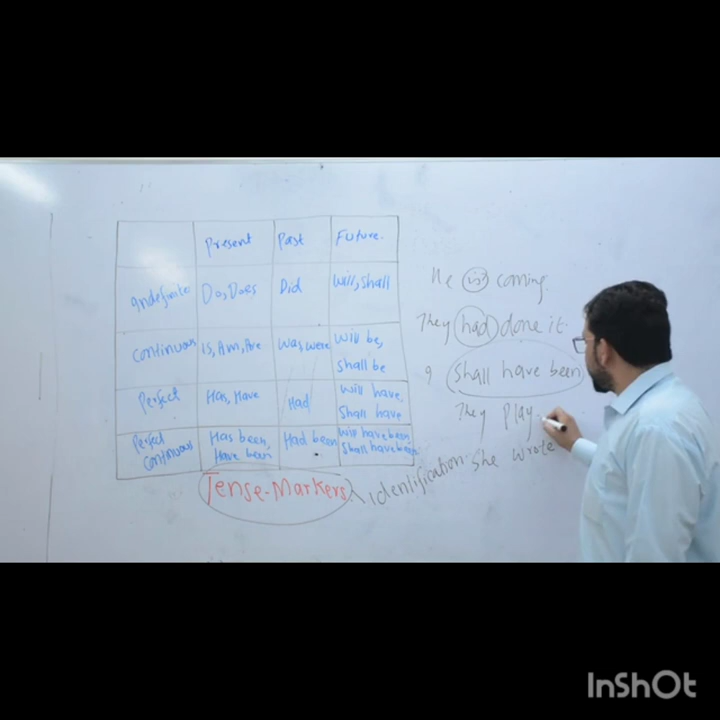 Present Past Future.
Indefinite Do, Does Did Will, Shall
Continuous Is, Am, Are Was were Will be,
shall be
Perfect Has, Have Had will have,
Shall have
Perfect
Continuous Has been,
Have been Had been Will have been,
Shall have been
Tense-Markers identification.
He is coming.
They had done it.
I shall have been
They play
She wrote
InShOt